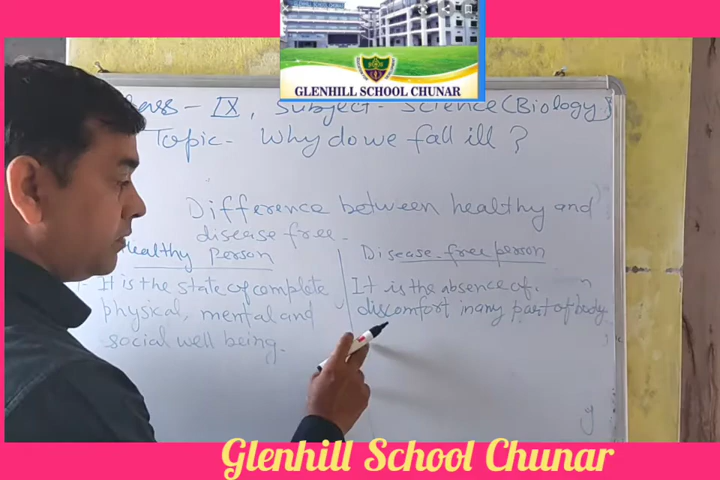 GLENHILL SCHOOL CHUNAR
Class - IX, Subject - Science (Biology)
Topic - Why do we fall ill ?
Difference between healthy and
disease free -
Healthy Person
It is the state of complete
physical, mental and
social well being.
Disease-free person
It is the absence of
discomfort in any part of body
Glenhill School Chunar